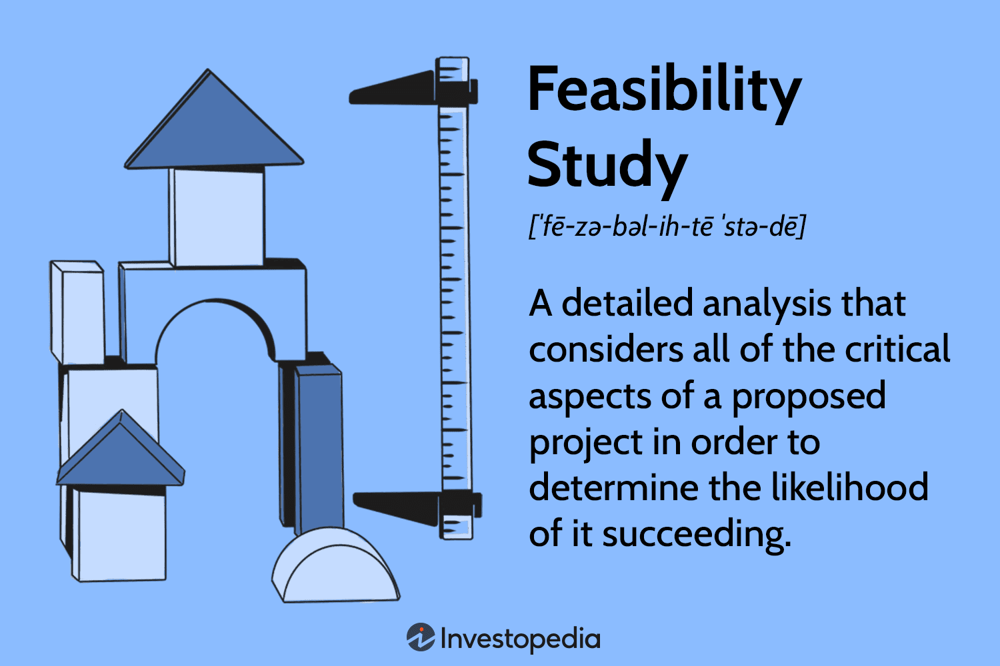 Feasibility
Study
[ˈfē-zə-bəl-ih-tē ˈstə-dē]
A detailed analysis that
considers all of the critical
aspects of a proposed
project in order to
determine the likelihood
of it succeeding.
Investopedia